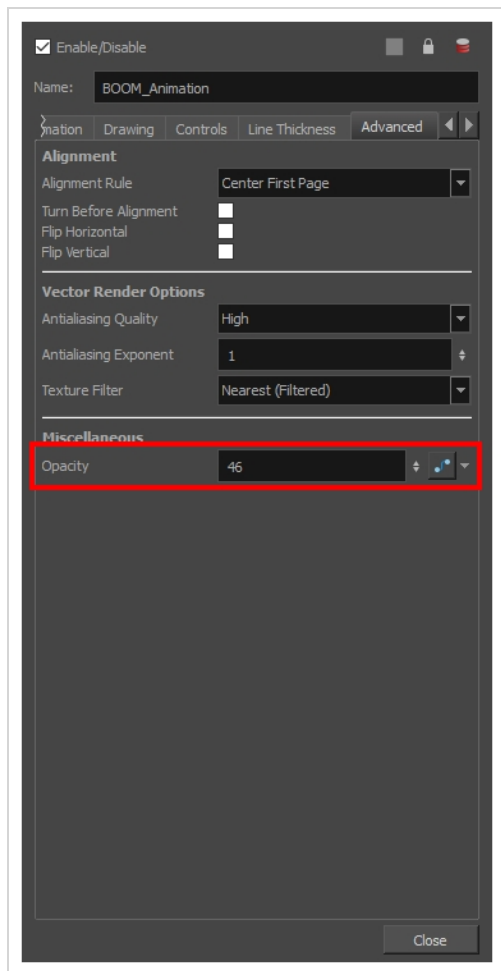 Enable/Disable
Name: BOOM_Animation
mation Drawing Controls Line Thickness Advanced
Alignment
Alignment Rule Center First Page
Turn Before Alignment
Flip Horizontal
Flip Vertical
Vector Render Options
Antialiasing Quality High
Antialiasing Exponent 1
Texture Filter Nearest (Filtered)
Miscellaneous
Opacity 46
Close